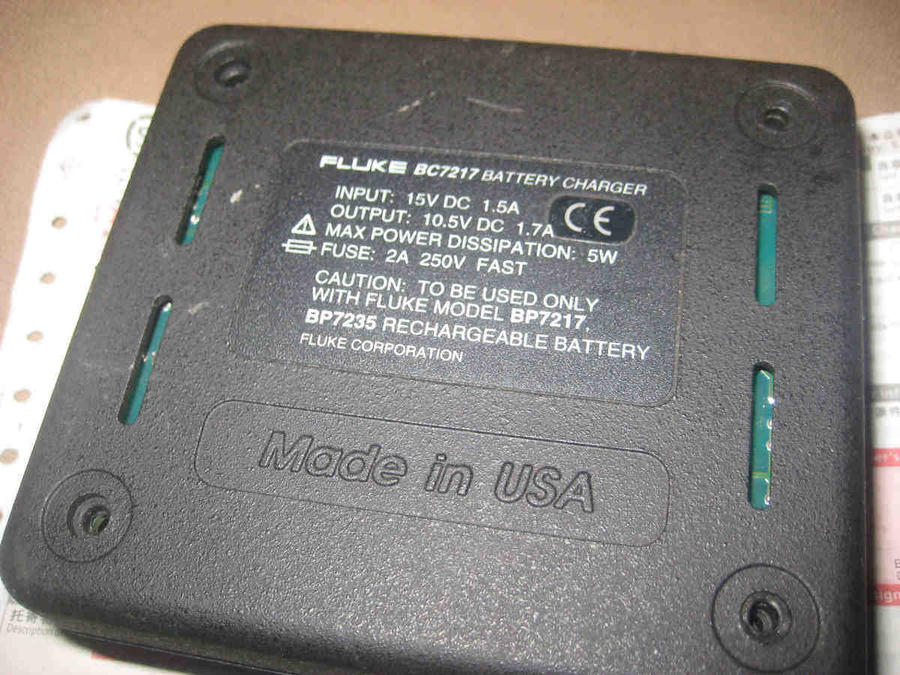 FLUKE BC7217 BATTERY CHARGER
INPUT: 15V DC 1.5A
OUTPUT: 10.5V DC 1.7A
CE
MAX POWER DISSIPATION: 5W
FUSE: 2A 250V FAST
CAUTION: TO BE USED ONLY
WITH FLUKE MODEL BP7217,
BP7235 RECHARGEABLE BATTERY
FLUKE CORPORATION
Made in USA
Description